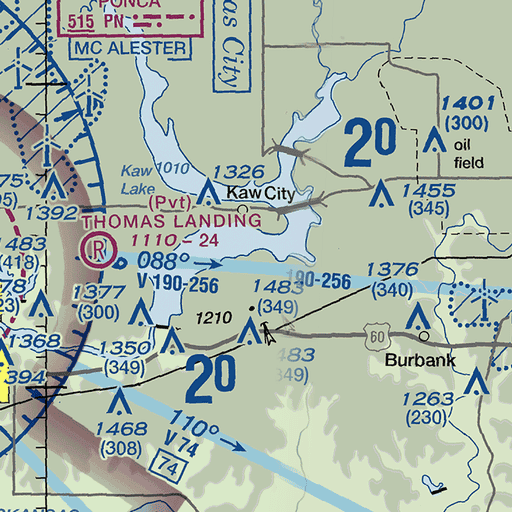 PONCA
515 PN
MC ALESTER
as City
1401
(300)
oil
field
20
Kaw
Lake
1010
1326
Kaw City
1455
(345)
1392
(Pvt)
THOMAS LANDING
1110 - 24
R
483
(418)
088°
V 190-256
190-256
1483
(349)
1376
(340)
1377
(300)
1210
60
Burbank
1368
1350
(349)
483
349)
20
394
1263
(230)
1468
(308)
110°
V 74
74